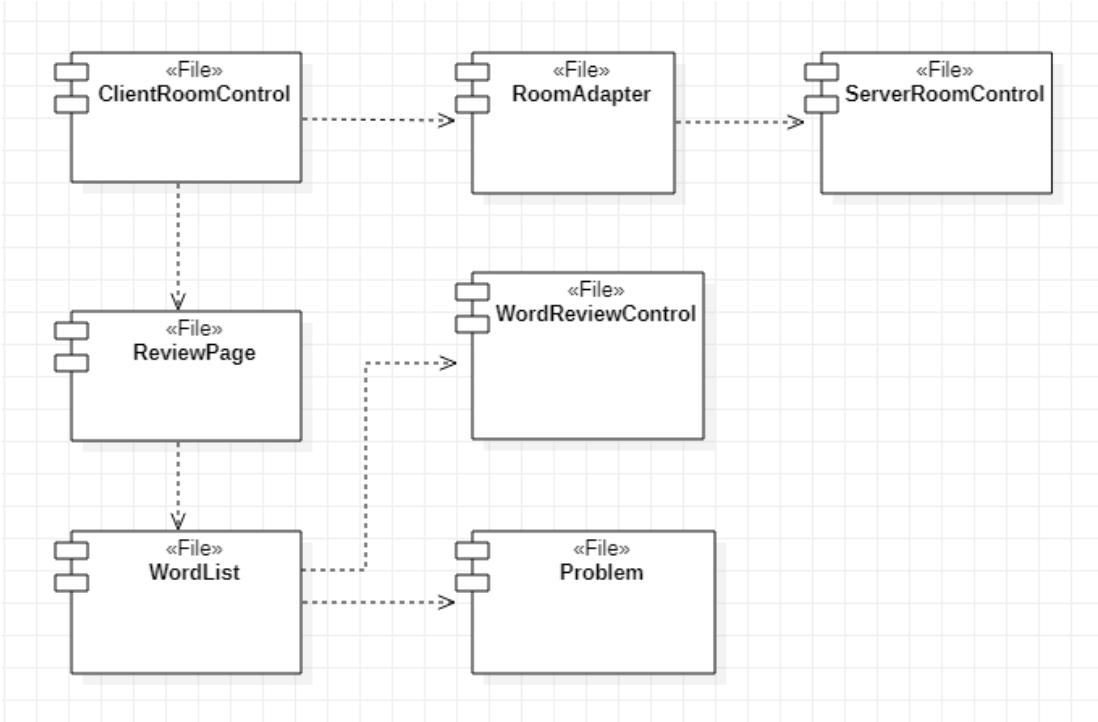 «File»
ClientRoomControl
«File»
RoomAdapter
«File»
ServerRoomControl
«File»
ReviewPage
«File»
WordReviewControl
«File»
WordList
«File»
Problem